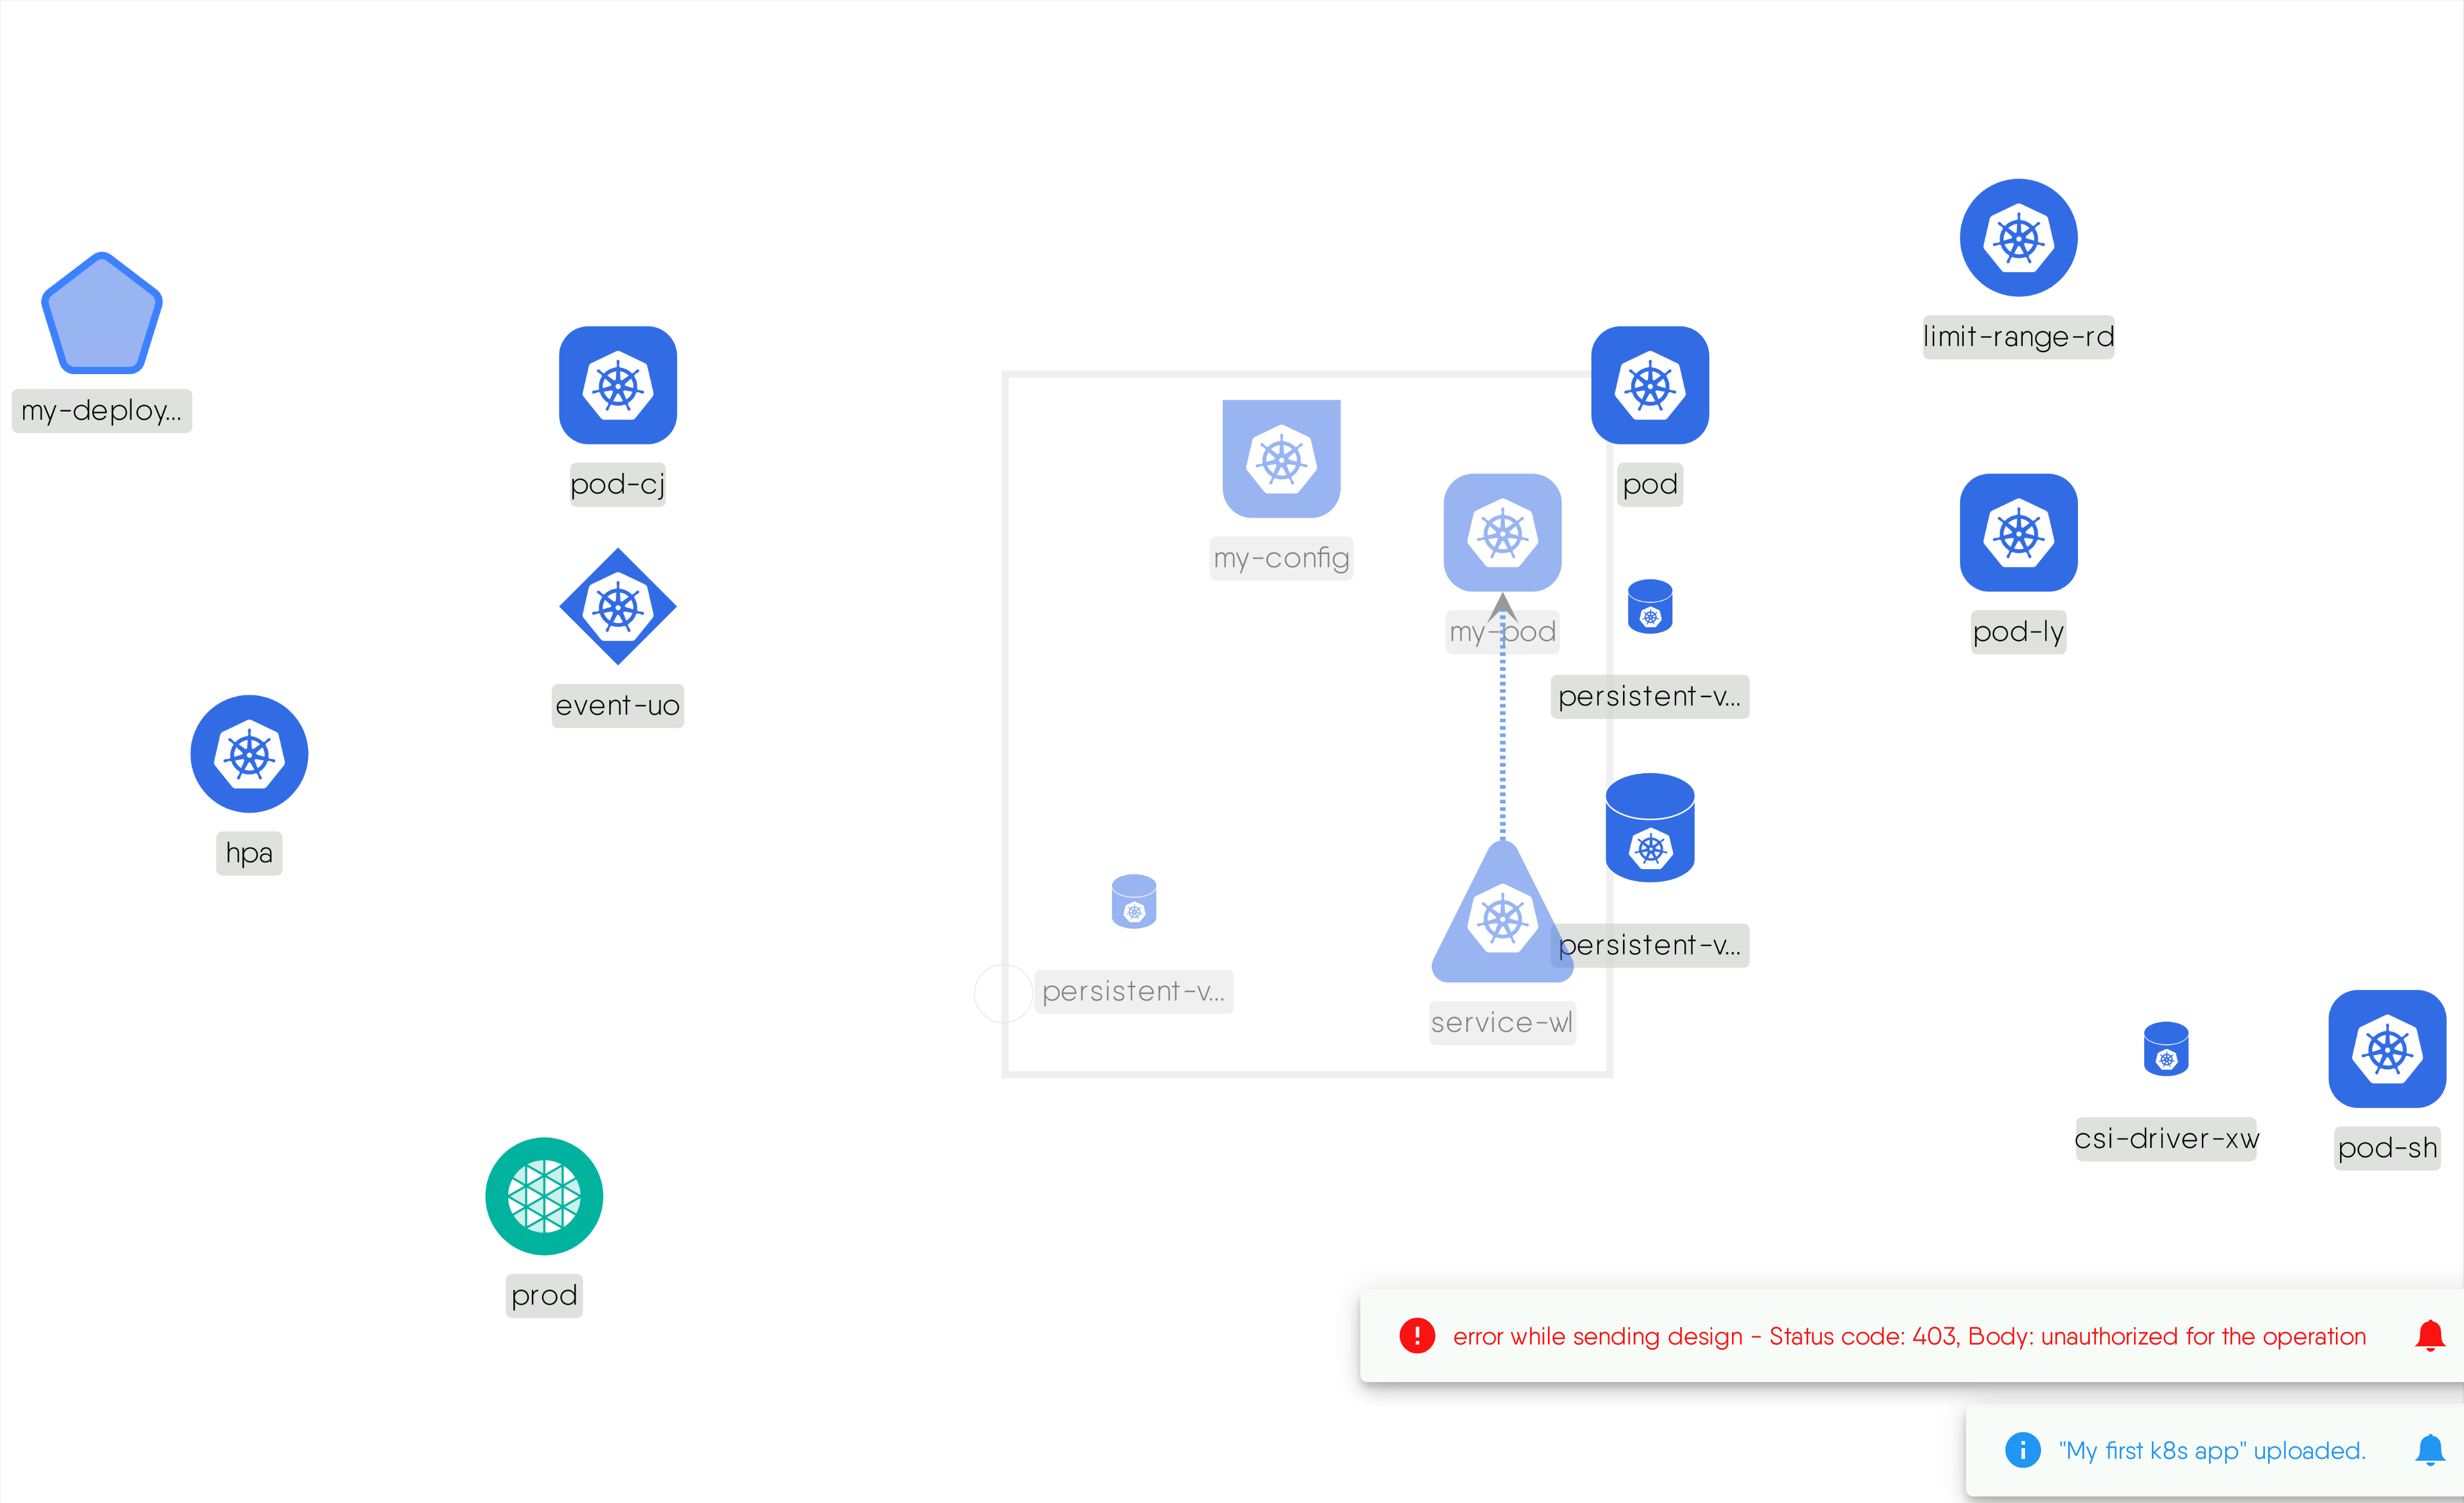 limit-range-rd
my-deploy...
pod-cj
pod
my-config
my-pod
pod-ly
persistent-v...
event-uo
hpa
persistent-v...
persistent-v...
service-wl
csi-driver-xw
pod-sh
prod
error while sending design - Status code: 403, Body: unauthorized for the operation
"My first k8s app" uploaded.